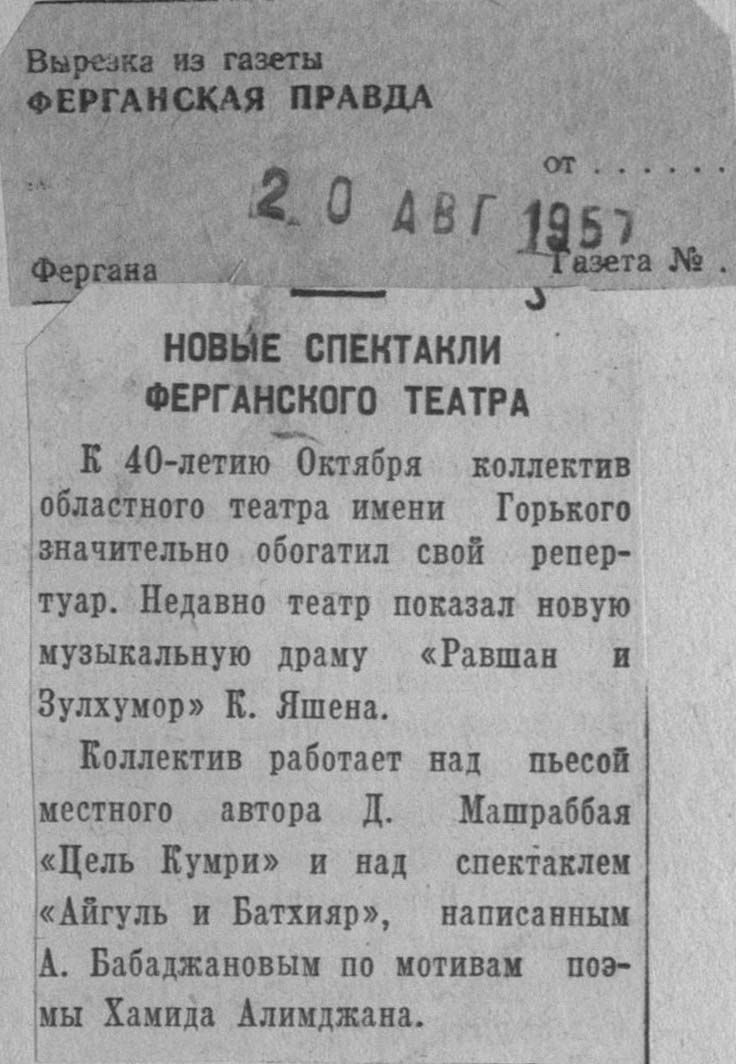 Вырезка из газеты
ФЕРГАНСКАЯ ПРАВДА
от . . . . . .
20 АВГ 1957
Фергана
Газета № .
НОВЫЕ СПЕКТАКЛИ
ФЕРГАНСКОГО ТЕАТРА
К 40-летию Октября коллектив
областного театра имени Горького
значительно обогатил свой репер-
туар. Недавно театр показал новую
музыкальную драму «Равшан и
Зулхумор» К. Яшена.
Коллектив работает над пьесой
местного автора Д. Машраббая
«Цель Кумри» и над спектаклем
«Айгуль и Батхияр», написанным
А. Бабаджановым по мотивам поэ-
мы Хамида Алимджана.